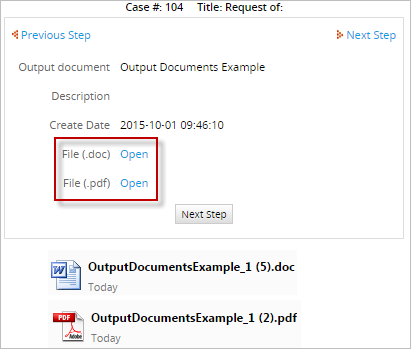 Case #: 104 Title: Request of:
Previous Step Next Step
Output document Output Documents Example
Description
Create Date 2015-10-01 09:46:10
File (.doc) Open
File (.pdf) Open
Next Step
OutputDocumentsExample_1 (5).doc
Today
PDF OutputDocumentsExample_1 (2).pdf
Adobe
Today